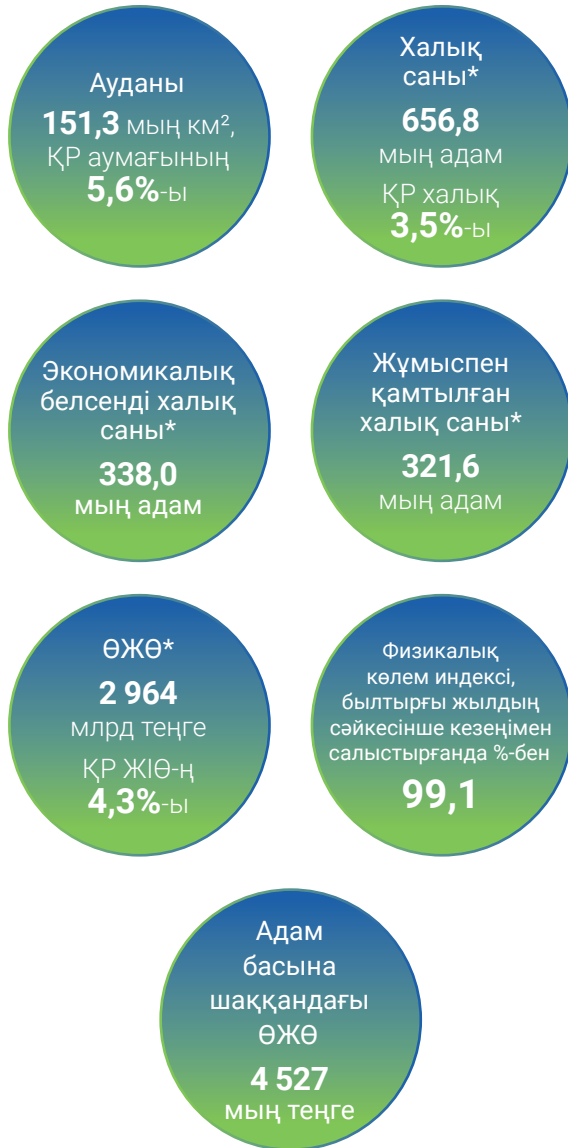 Ауданы
151,3 мың км²,
ҚР аумағының
5,6%-ы
Халық
саны*
656,8
мың адам
ҚР халық
3,5%-ы
Экономикалық
белсенді халық
саны*
338,0
мың адам
Жұмыспен
қамтылған
халық саны*
321,6
мың адам
ӨЖӨ*
2 964
млрд теңге
ҚР ЖІӨ-ң
4,3%-ы
Физикалық
көлем индексі,
былтырғы жылдың
сәйкесінше кезеңімен
салыстырғанда %-бен
99,1
Адам
басына
шаққандағы
ӨЖӨ
4 527
мың теңге